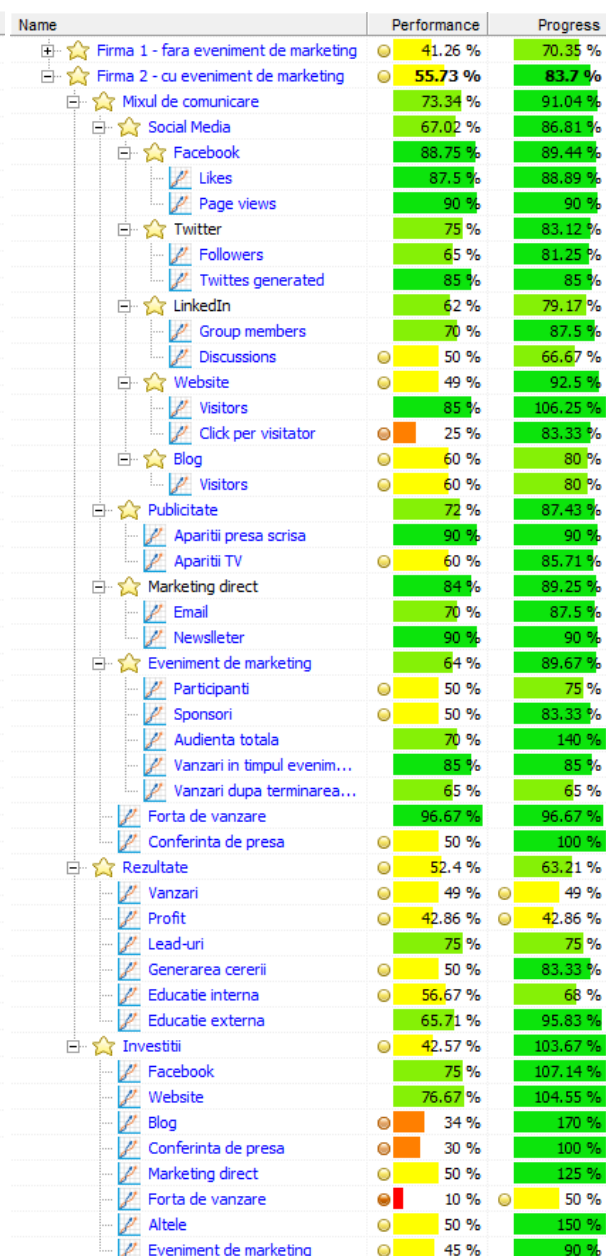 Name Performance Progress
Firma 1 - fara eveniment de marketing 41.26 % 70.35 %
Firma 2 - cu eveniment de marketing 55.73 % 83.7 %
Mixul de comunicare 73.34 % 91.04 %
Social Media 67.02 % 86.81 %
Facebook 88.75 % 89.44 %
Likes 87.5 % 88.89 %
Page views 90 % 90 %
Twitter 75 % 83.12 %
Followers 65 % 81.25 %
Twittes generated 85 % 85 %
LinkedIn 62 % 79.17 %
Group members 70 % 87.5 %
Discussions 50 % 66.67 %
Website 49 % 92.5 %
Visitors 85 % 106.25 %
Click per visitator 25 % 83.33 %
Blog 60 % 80 %
Visitors 60 % 80 %
Publicitate 72 % 87.43 %
Aparitii presa scrisa 90 % 90 %
Aparitii TV 60 % 85.71 %
Marketing direct 84 % 89.25 %
Email 70 % 87.5 %
Newslleter 90 % 90 %
Eveniment de marketing 64 % 89.67 %
Participanti 50 % 75 %
Sponsori 50 % 83.33 %
Audienta totala 70 % 140 %
Vanzari in timpul evenim... 85 % 85 %
Vanzari dupa terminarea... 65 % 65 %
Forta de vanzare 96.67 % 96.67 %
Conferinta de presa 50 % 100 %
Rezultate 52.4 % 63.21 %
Vanzari 49 % 49 %
Profit 42.86 % 42.86 %
Lead-uri 75 % 75 %
Generarea cererii 50 % 83.33 %
Educatie interna 56.67 % 68 %
Educatie externa 65.71 % 95.83 %
Investitii 42.57 % 103.67 %
Facebook 75 % 107.14 %
Website 76.67 % 104.55 %
Blog 34 % 170 %
Conferinta de presa 30 % 100 %
Marketing direct 50 % 125 %
Forta de vanzare 10 % 50 %
Altele 50 % 150 %
Eveniment de marketing 45 % 90 %